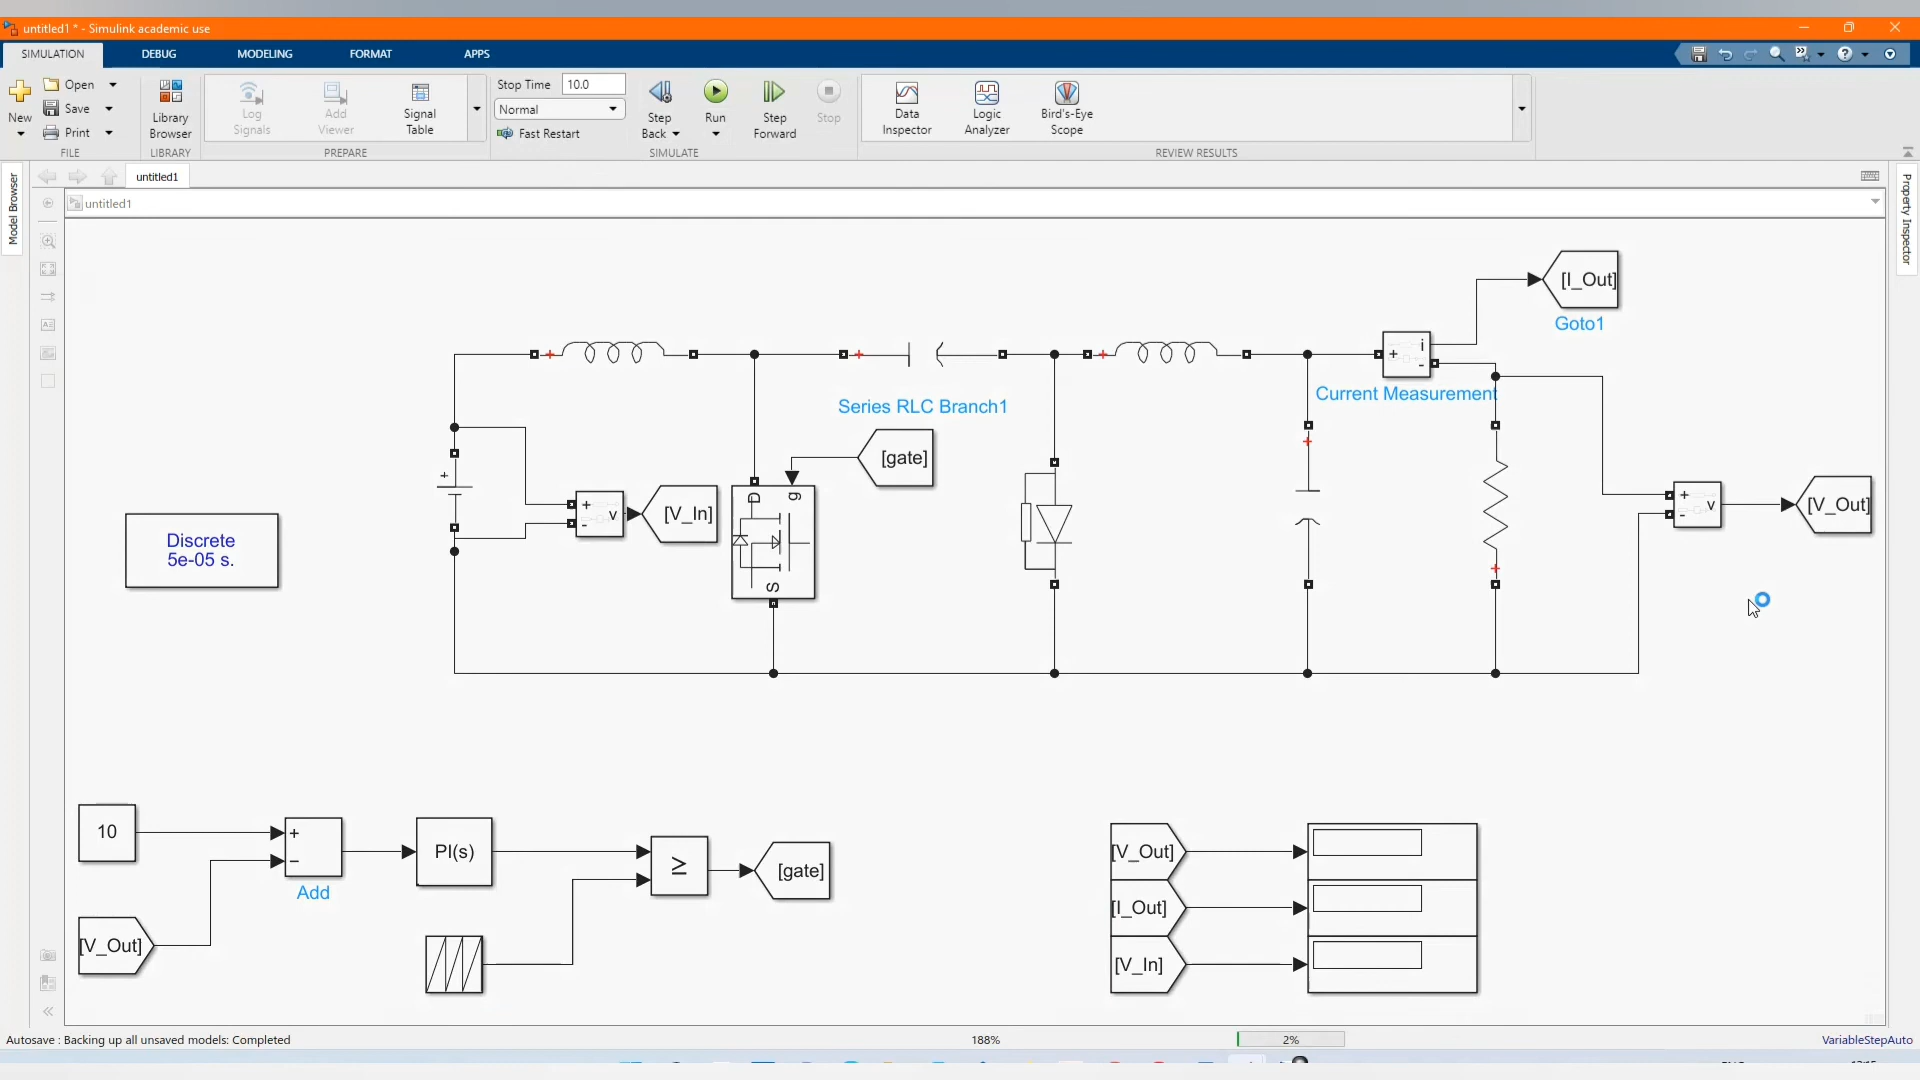 untitled1 * - Simulink academic use
SIMULATION DEBUG MODELING FORMAT APPS
New
Open
Save
Print
FILE
Library Browser
LIBRARY
Log Signals
Add Viewer
Signal Table
PREPARE
Stop Time 10.0
Normal
Fast Restart
Step Back
Run
Step Forward
Stop
SIMULATE
Data Inspector
Logic Analyzer
Bird's-Eye Scope
REVIEW RESULTS
Model Browser
Property Inspector
untitled1
untitled1
[I_Out]
Goto1
+ i
-
Current Measurement
Series RLC Branch1
[gate]
+
+ v
-
[V_In]
D g
S
+ v
-
[V_Out]
Discrete
5e-05 s.
10
+
−
Add
PI(s)
≥
[gate]
[V_Out]
[V_Out]
[I_Out]
[V_In]
Autosave : Backing up all unsaved models: Completed
188%
2%
VariableStepAuto